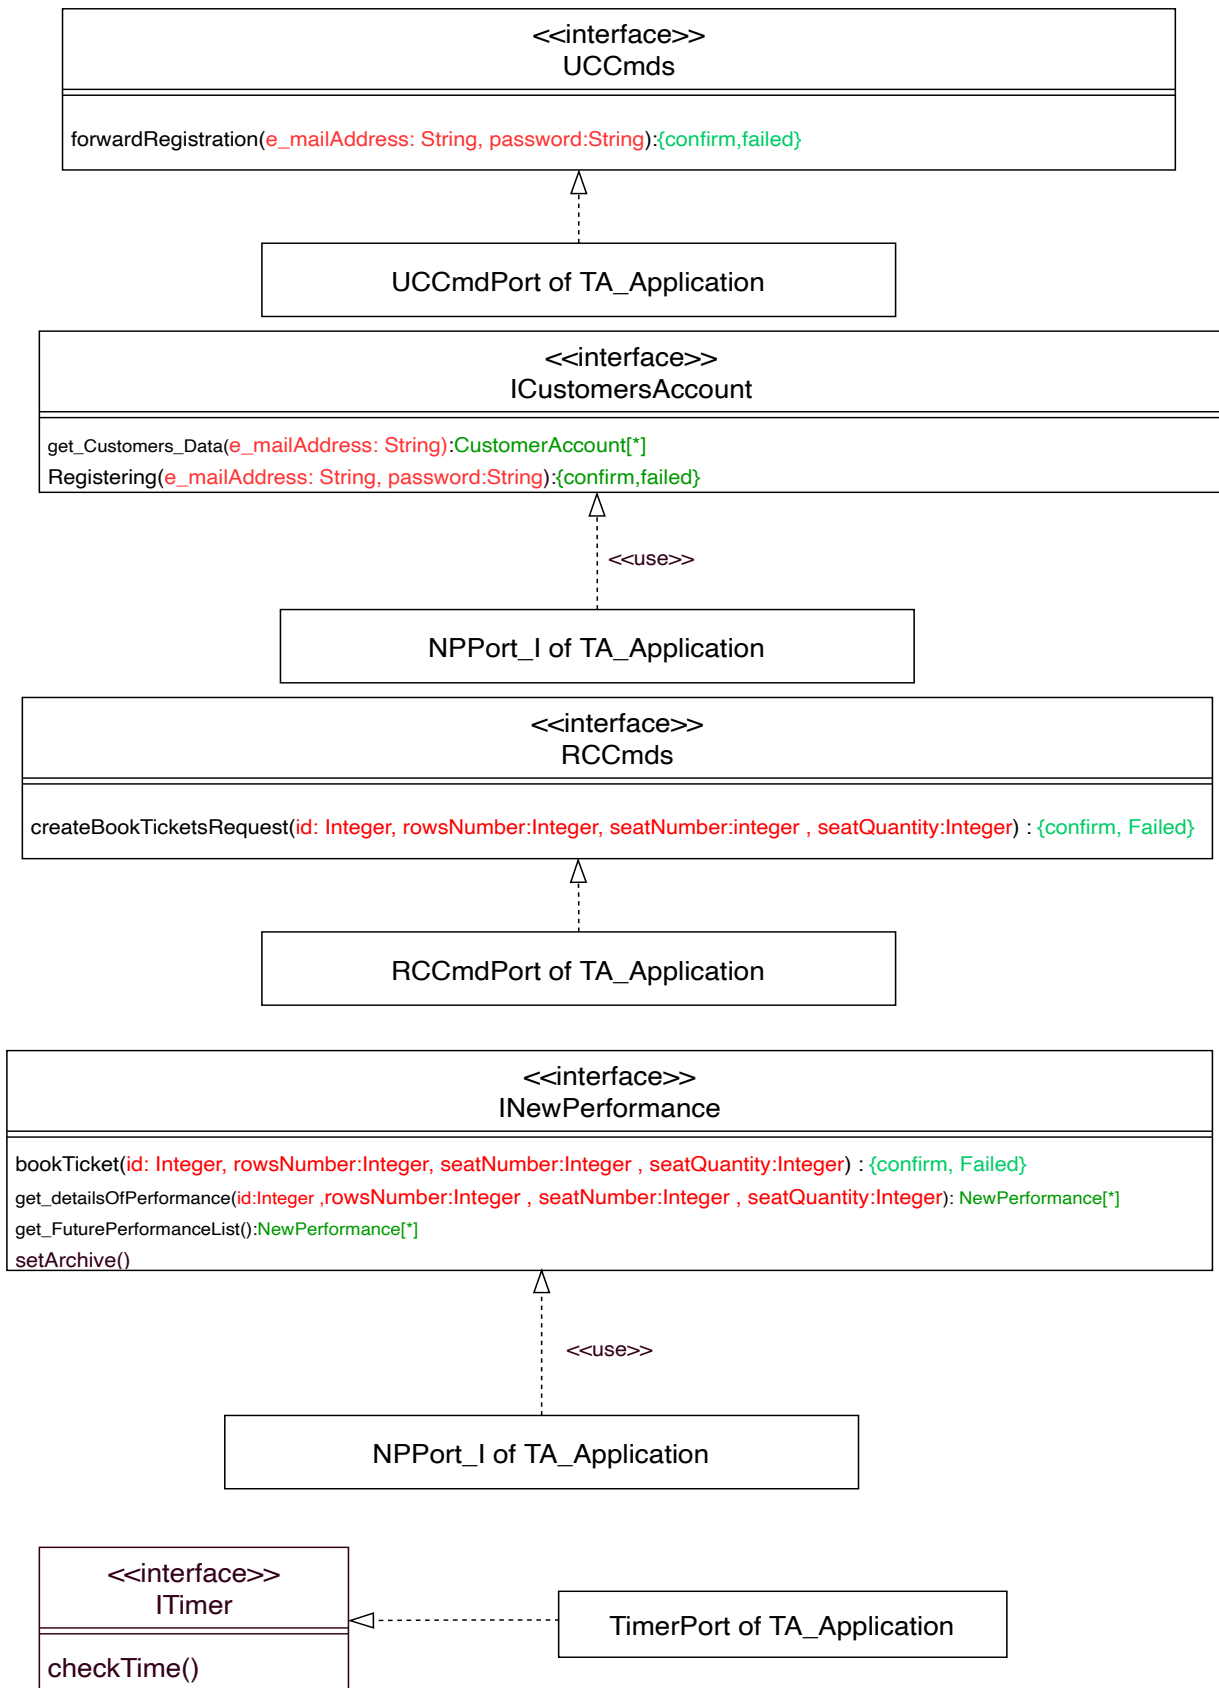 <<interface>>
UCCmds
forwardRegistration(e_mailAddress: String, password:String):{confirm,failed}
UCCmdPort of TA_Application
<<interface>>
ICustomersAccount
get_Customers_Data(e_mailAddress: String):CustomerAccount[*]
Registering(e_mailAddress: String, password:String):{confirm,failed}
<<use>>
NPPort_I of TA_Application
<<interface>>
RCCmds
createBookTicketsRequest(id: Integer, rowsNumber:Integer, seatNumber:integer , seatQuantity:Integer) : {confirm, Failed}
RCCmdPort of TA_Application
<<interface>>
INewPerformance
bookTicket(id: Integer, rowsNumber:Integer, seatNumber:Integer , seatQuantity:Integer) : {confirm, Failed}
get_detailsOfPerformance(id:Integer ,rowsNumber:Integer , seatNumber:Integer , seatQuantity:Integer): NewPerformance[*]
get_FuturePerformanceList():NewPerformance[*]
setArchive()
<<use>>
NPPort_I of TA_Application
<<interface>>
ITimer
TimerPort of TA_Application
checkTime()